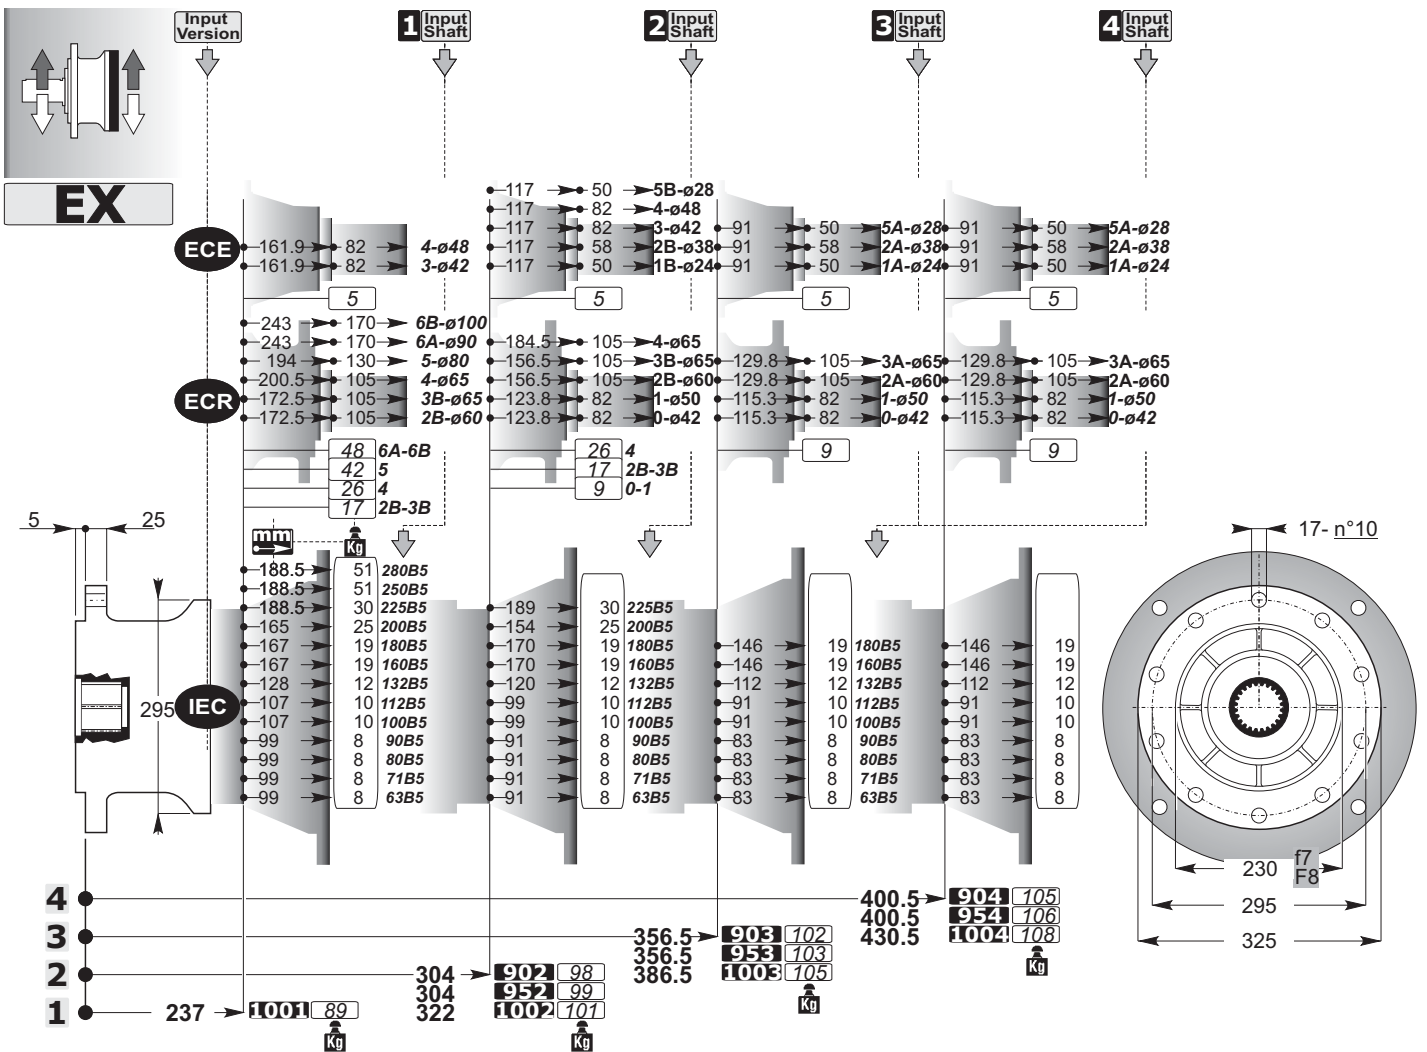 Input Version
1 Input Shaft
2 Input Shaft
3 Input Shaft
4 Input Shaft
EX
117 50 5B-ø28
117 82 4-ø48
117 82 3-ø42 91 50 5A-ø28 91 50 5A-ø28
ECE
161.9 82 4-ø48 117 58 2B-ø38 91 58 2A-ø38 91 58 2A-ø38
161.9 82 3-ø42 117 50 1B-ø24 91 50 1A-ø24 91 50 1A-ø24
5 5 5 5
243 170 6B-ø100
243 170 6A-ø90 184.5 105 4-ø65
194 130 5-ø80 156.5 105 3B-ø65 129.8 105 3A-ø65 129.8 105 3A-ø65
200.5 105 4-ø65 156.5 105 2B-ø60 129.8 105 2A-ø60 129.8 105 2A-ø60
ECR
172.5 105 3B-ø65 123.8 82 1-ø50 115.3 82 1-ø50 115.3 82 1-ø50
172.5 105 2B-ø60 123.8 82 0-ø42 115.3 82 0-ø42 115.3 82 0-ø42
48 6A-6B 26 4 9 9
42 5 17 2B-3B
26 4 9 0-1
17 2B-3B
5 25
mm Kg
17- n°10
188.5 51 280B5
188.5 51 250B5
188.5 30 225B5 189 30 225B5
165 25 200B5 154 25 200B5
167 19 180B5 170 19 180B5 146 19 180B5 146 19
167 19 160B5 170 19 160B5 146 19 160B5 146 19
128 12 132B5 120 12 132B5 112 12 132B5 112 12
295 IEC
107 10 112B5 99 10 112B5 91 10 112B5 91 10
107 10 100B5 99 10 100B5 91 10 100B5 91 10
99 8 90B5 91 8 90B5 83 8 90B5 83 8
99 8 80B5 91 8 80B5 83 8 80B5 83 8
99 8 71B5 91 8 71B5 83 8 71B5 83 8
99 8 63B5 91 8 63B5 83 8 63B5 83 8
230 f7 F8
295
325
4 400.5 904 105
400.5 954 106
430.5 1004 108
Kg
3 356.5 903 102
356.5 953 103
386.5 1003 105
Kg
2 304 902 98
304 952 99
322 1002 101
Kg
1 237 1001 89
Kg